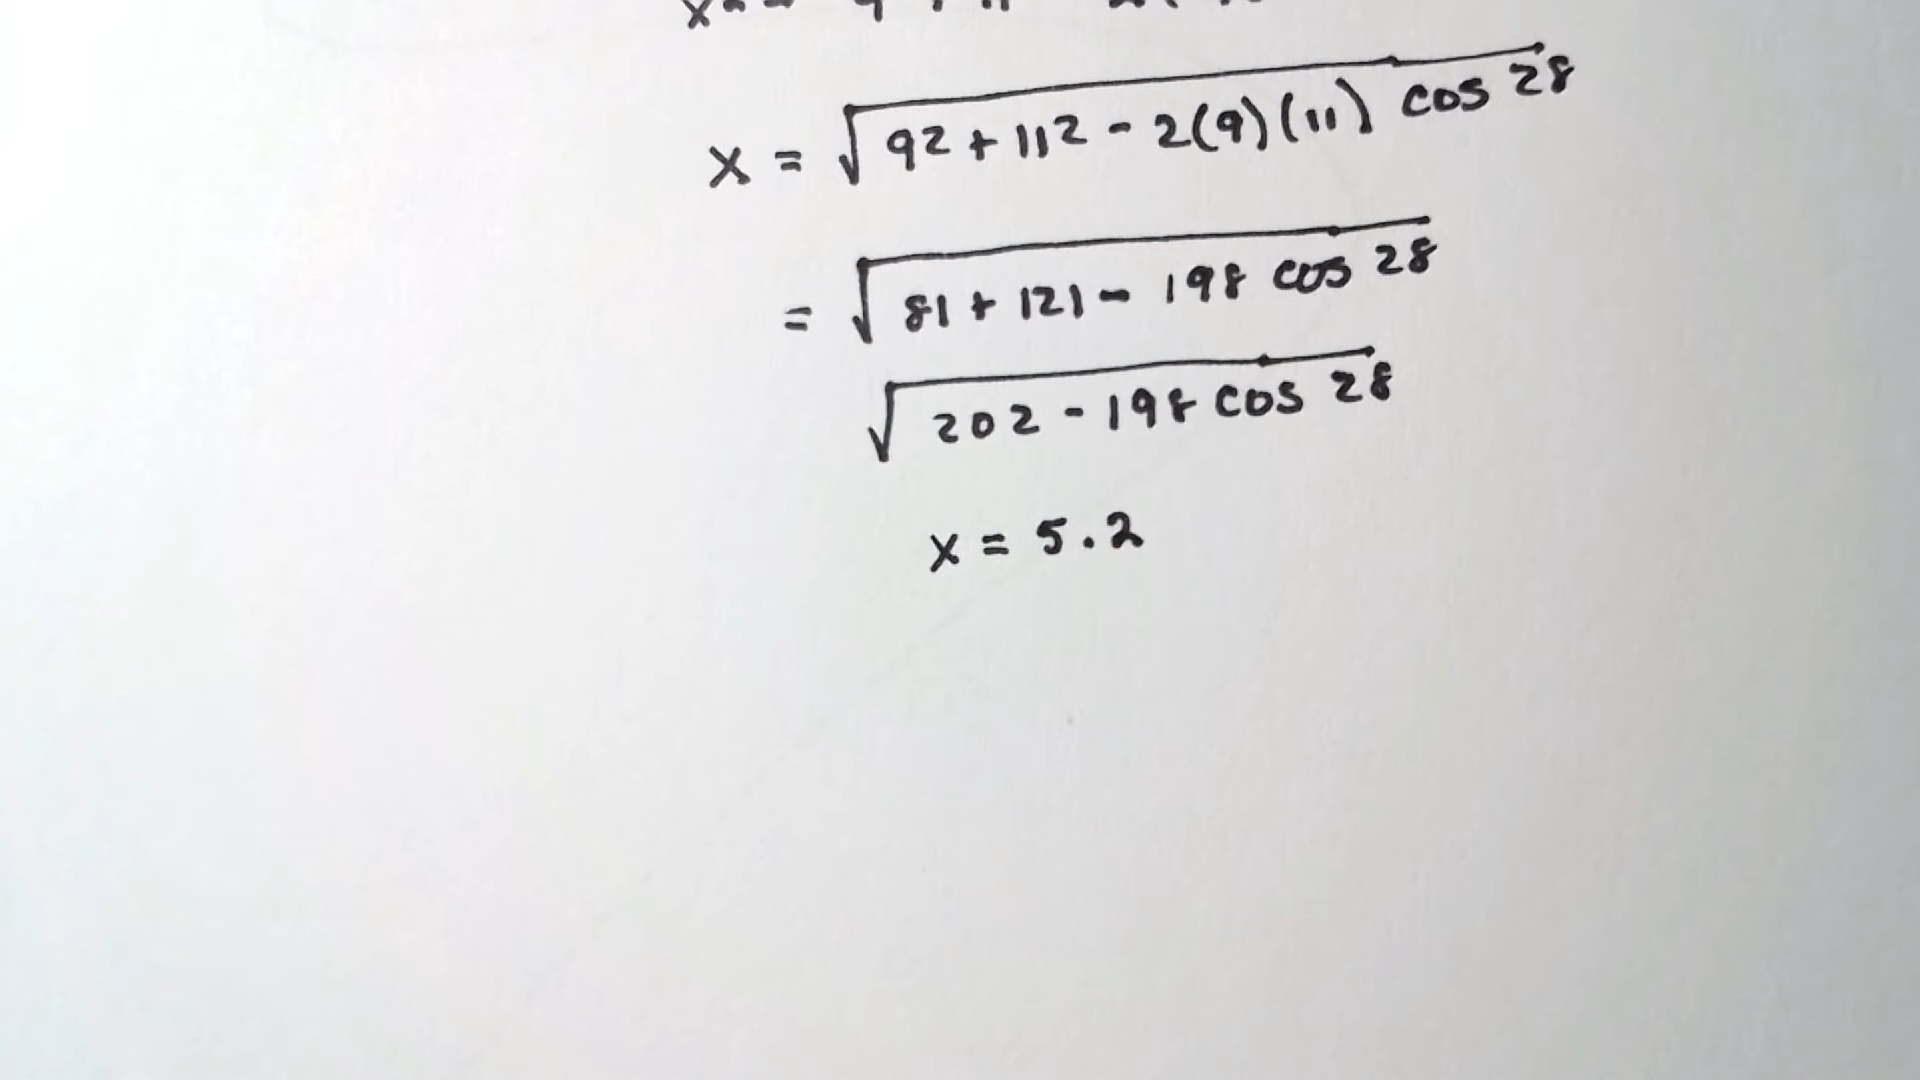 x = √92 + 112 - 2(9)(11) cos 28
= √81 + 121 - 198 cos 28
√202 - 198 cos 28
x = 5.2